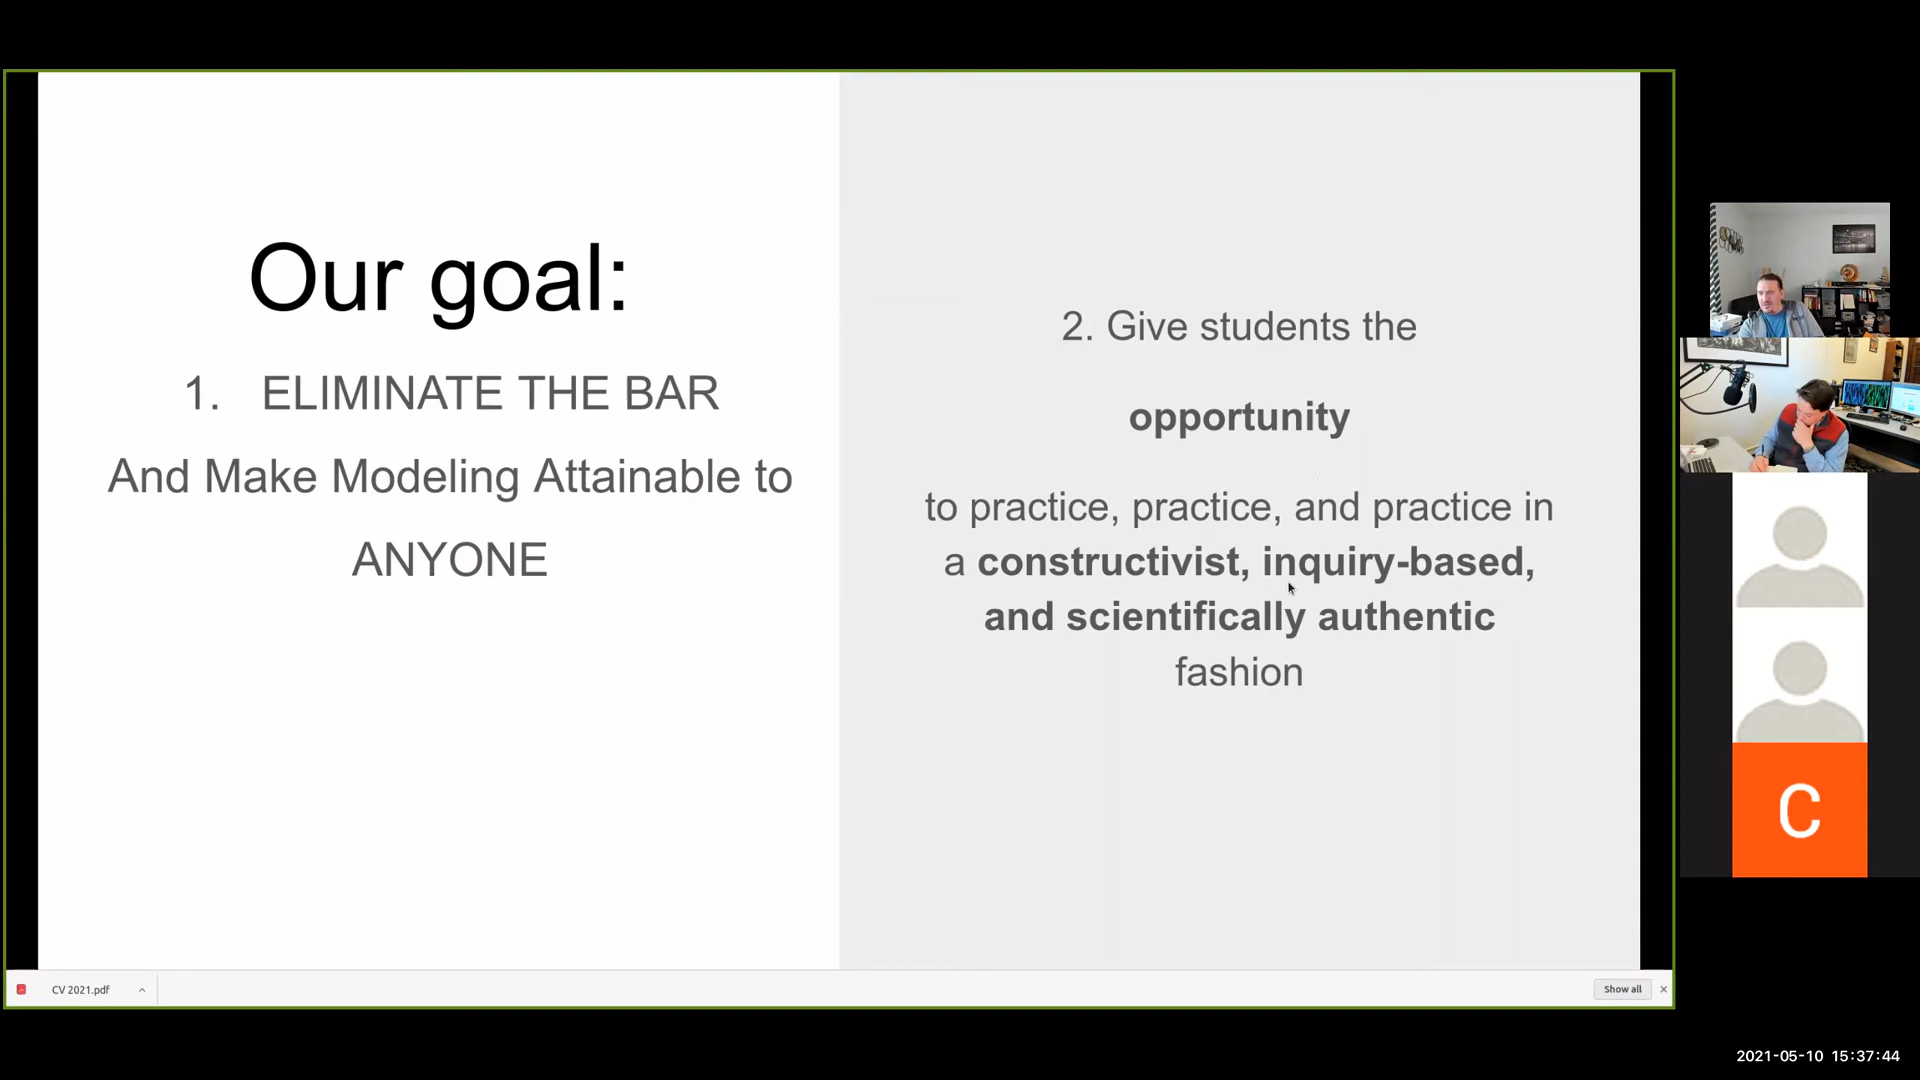 Our goal:
1. ELIMINATE THE BAR
And Make Modeling Attainable to
ANYONE
2. Give students the
opportunity
to practice, practice, and practice in
a constructivist, inquiry-based,
and scientifically authentic
fashion
C
CV 2021.pdf
Show all
2021-05-10 15:37:44